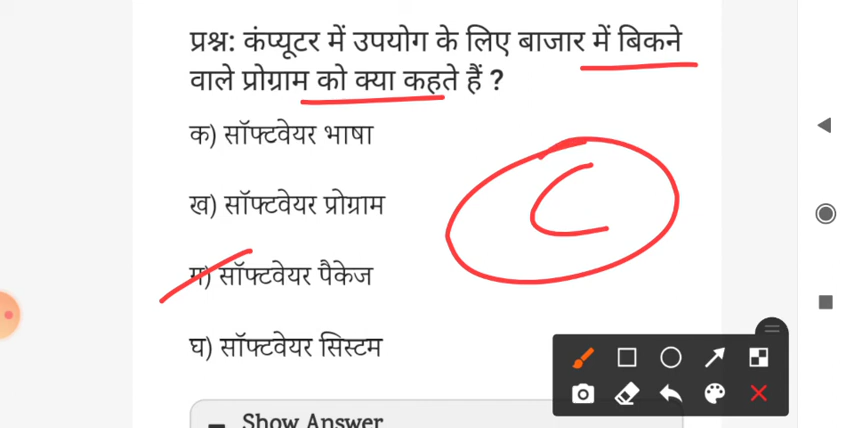 प्रश्न: कंप्यूटर में उपयोग के लिए बाजार में बिकने
वाले प्रोग्राम को क्या कहते हैं ?
क) सॉफ्टवेयर भाषा
ख) सॉफ्टवेयर प्रोग्राम
ग) सॉफ्टवेयर पैकेज
घ) सॉफ्टवेयर सिस्टम
C
Show Answer